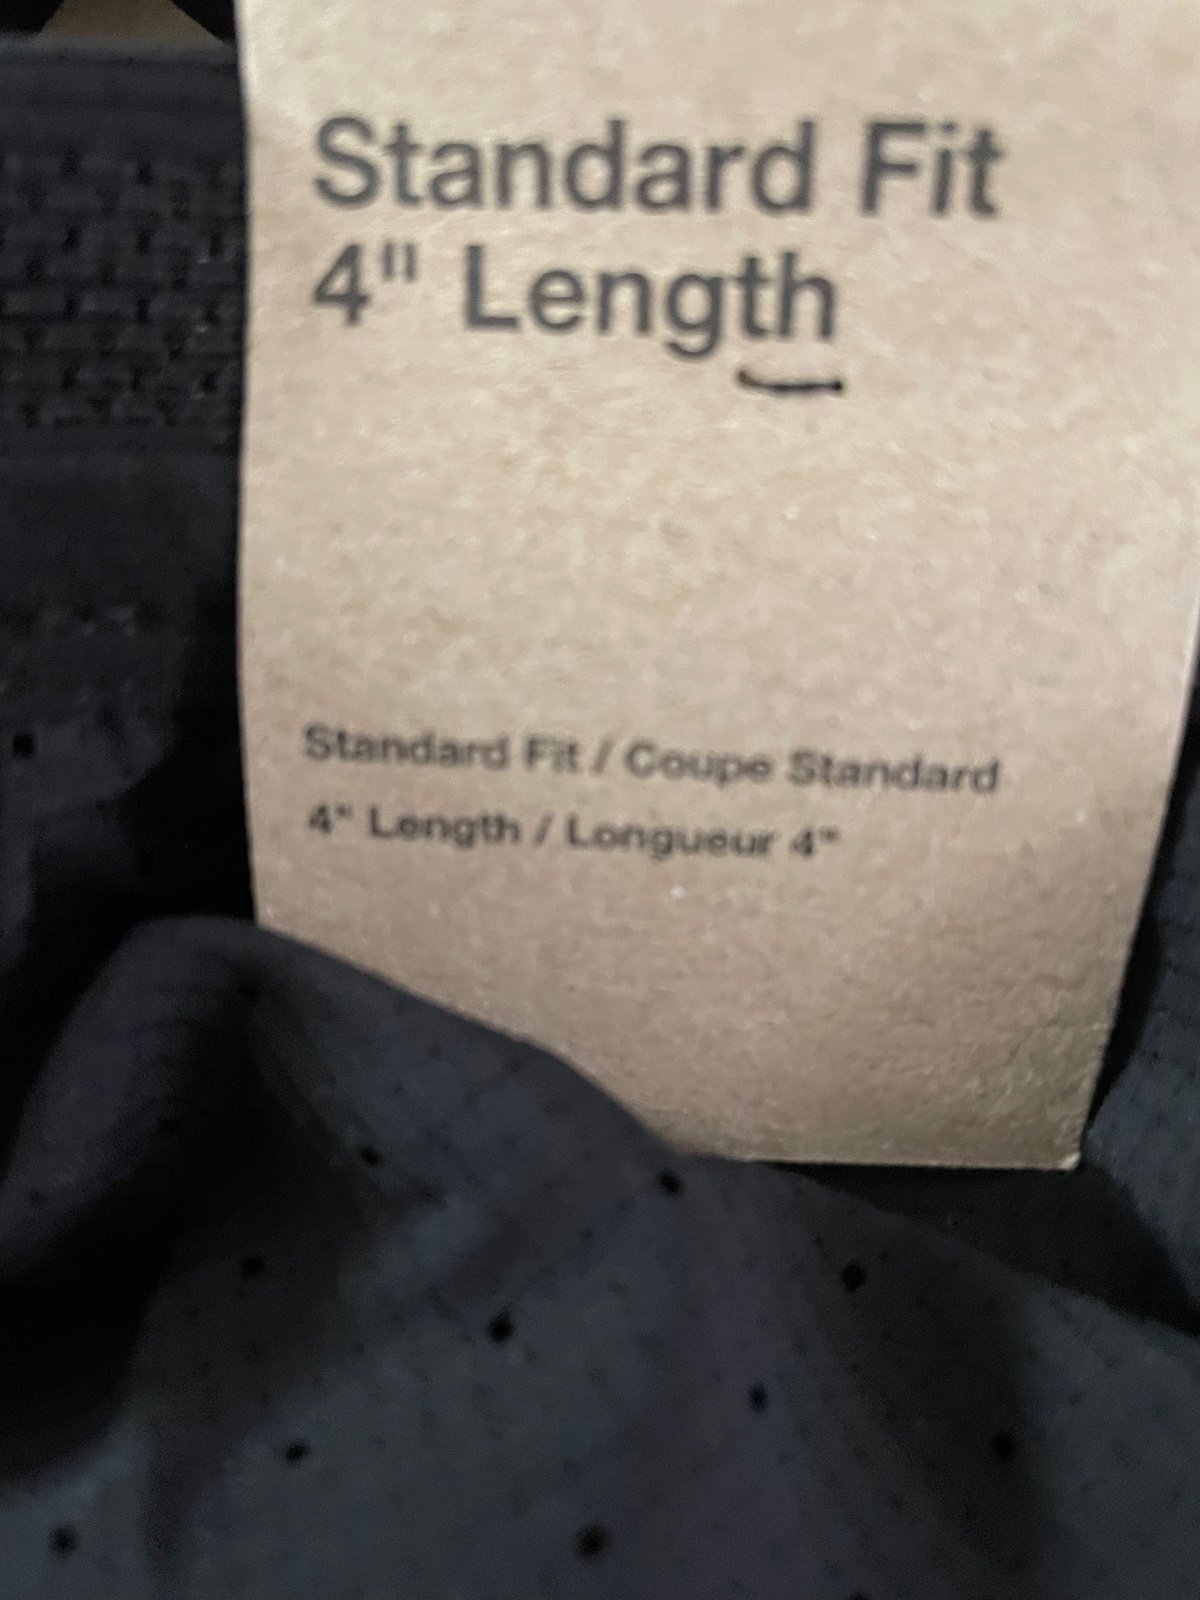 Standard Fit
4" Length
Standard Fit / Coupe Standard
4" Length / Longueur 4"